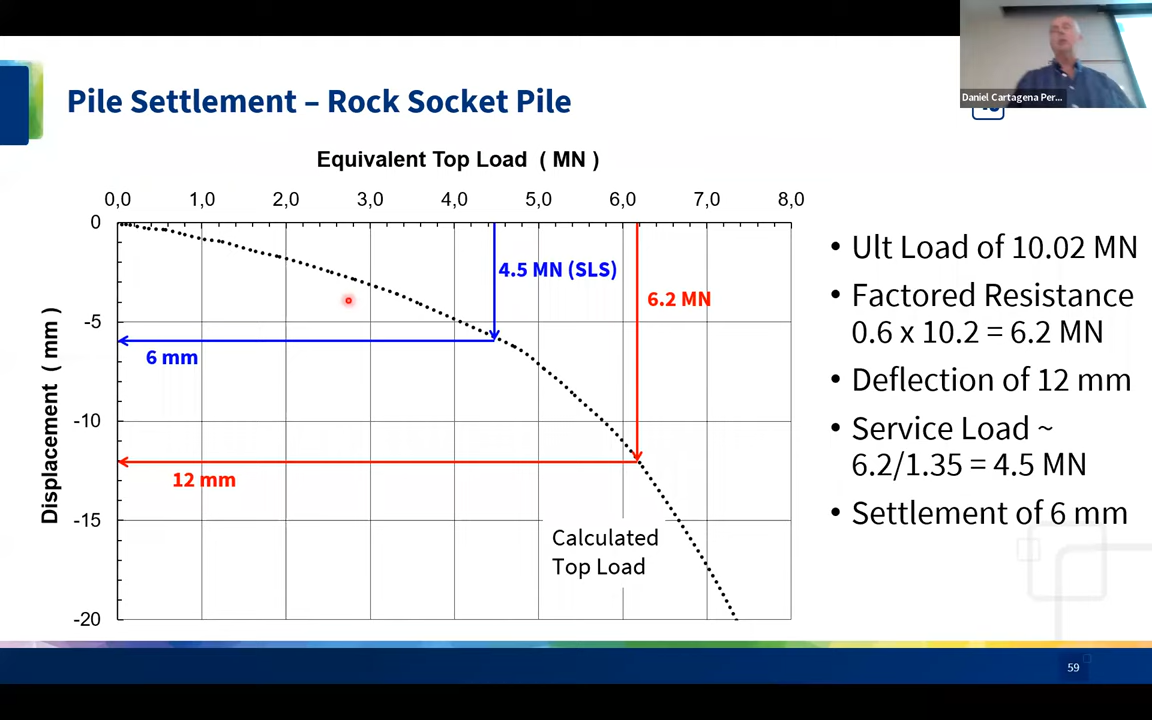 Daniel Cartagena Per...
Pile Settlement – Rock Socket Pile
Equivalent Top Load ( MN )
0,0 1,0 2,0 3,0 4,0 5,0 6,0 7,0 8,0
0
-5
-10
-15
-20
Displacement ( mm )
4.5 MN (SLS)
6.2 MN
6 mm
12 mm
Calculated
Top Load
• Ult Load of 10.02 MN
• Factored Resistance
0.6 x 10.2 = 6.2 MN
• Deflection of 12 mm
• Service Load ~
6.2/1.35 = 4.5 MN
• Settlement of 6 mm
59